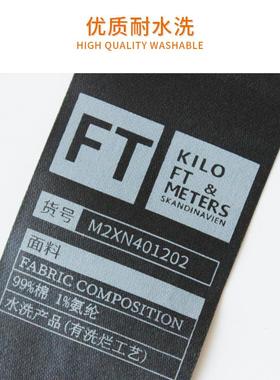 优质耐水洗
HIGH QUALITY WASHABLE
FT
KILO
FT &
METERS
SKANDINAVIEN
货号
M2XN401202
面料
FABRIC COMPOSITION
99%棉 1%氨纶
水洗产品(有洗烂工艺)